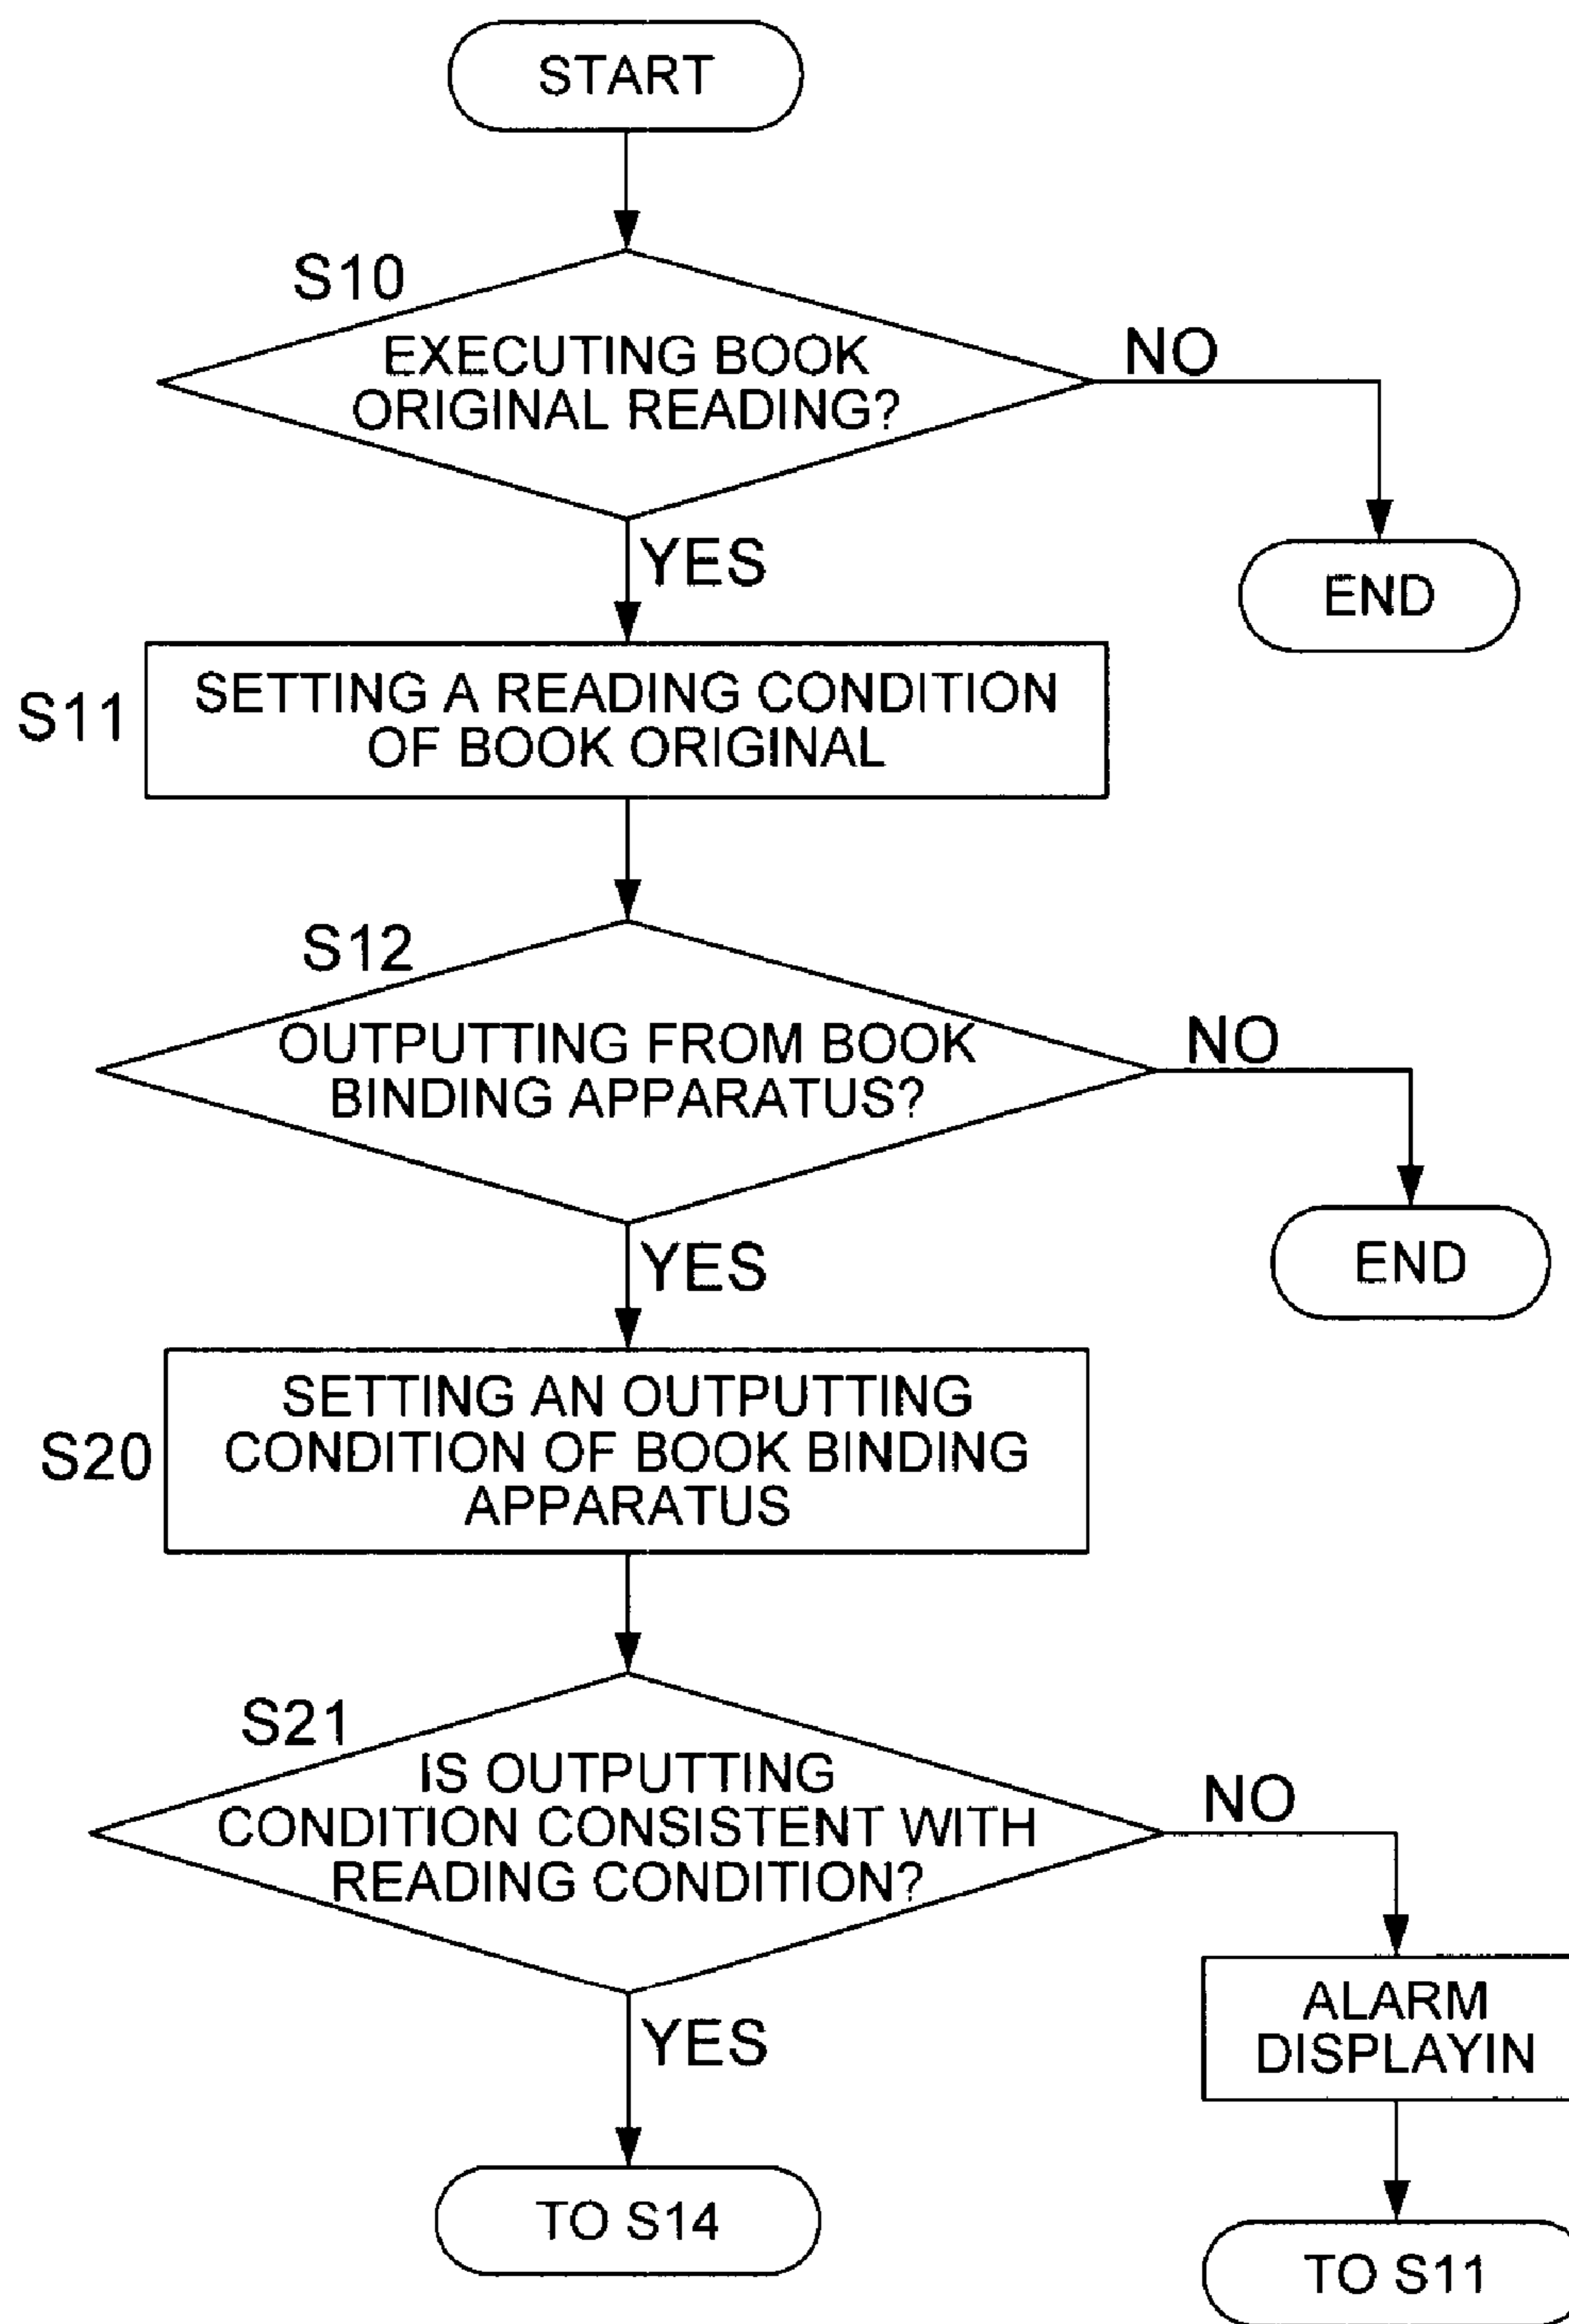 START
S10
EXECUTING BOOK
ORIGINAL READING?
NO
YES
END
S11
SETTING A READING CONDITION
OF BOOK ORIGINAL
S12
OUTPUTTING FROM BOOK
BINDING APPARATUS?
NO
YES
END
S20
SETTING AN OUTPUTTING
CONDITION OF BOOK BINDING
APPARATUS
S21
IS OUTPUTTING
CONDITION CONSISTENT WITH
READING CONDITION?
NO
YES
ALARM
DISPLAYIN
TO S14
TO S11